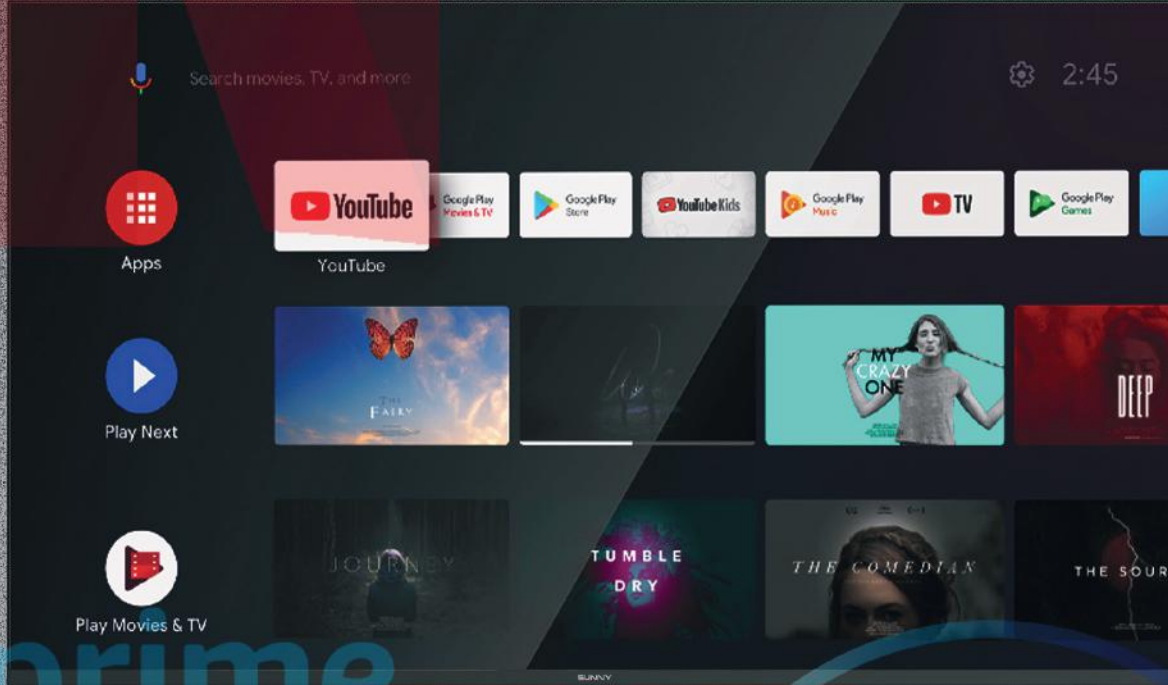 Search movies, TV, and more
2:45
YouTube
Google Play
Movies & TV
Google Play
Store
YouTube Kids
Google Play
Music
TV
Google Play
Games
Apps
YouTube
THE
FAIRY
MY
CRAZY
ONE
DEEP
Play Next
JOURNEY
TUMBLE
DRY
THE COMEDIAN
THE SOUR
Play Movies & TV
prime
SUNNY